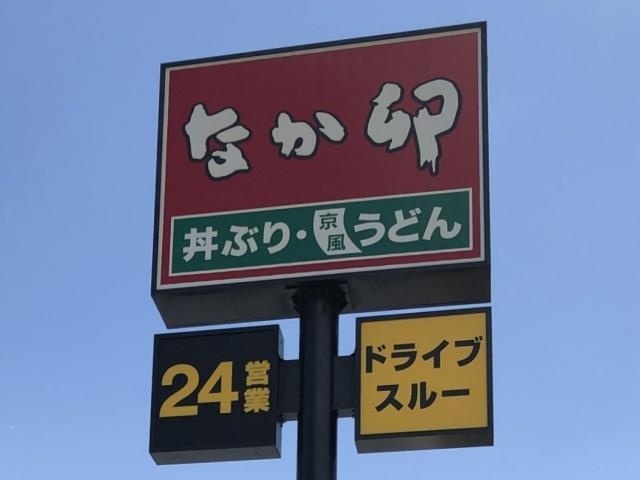 なか卯
丼ぶり・京風うどん
24営業
ドライブ
スルー